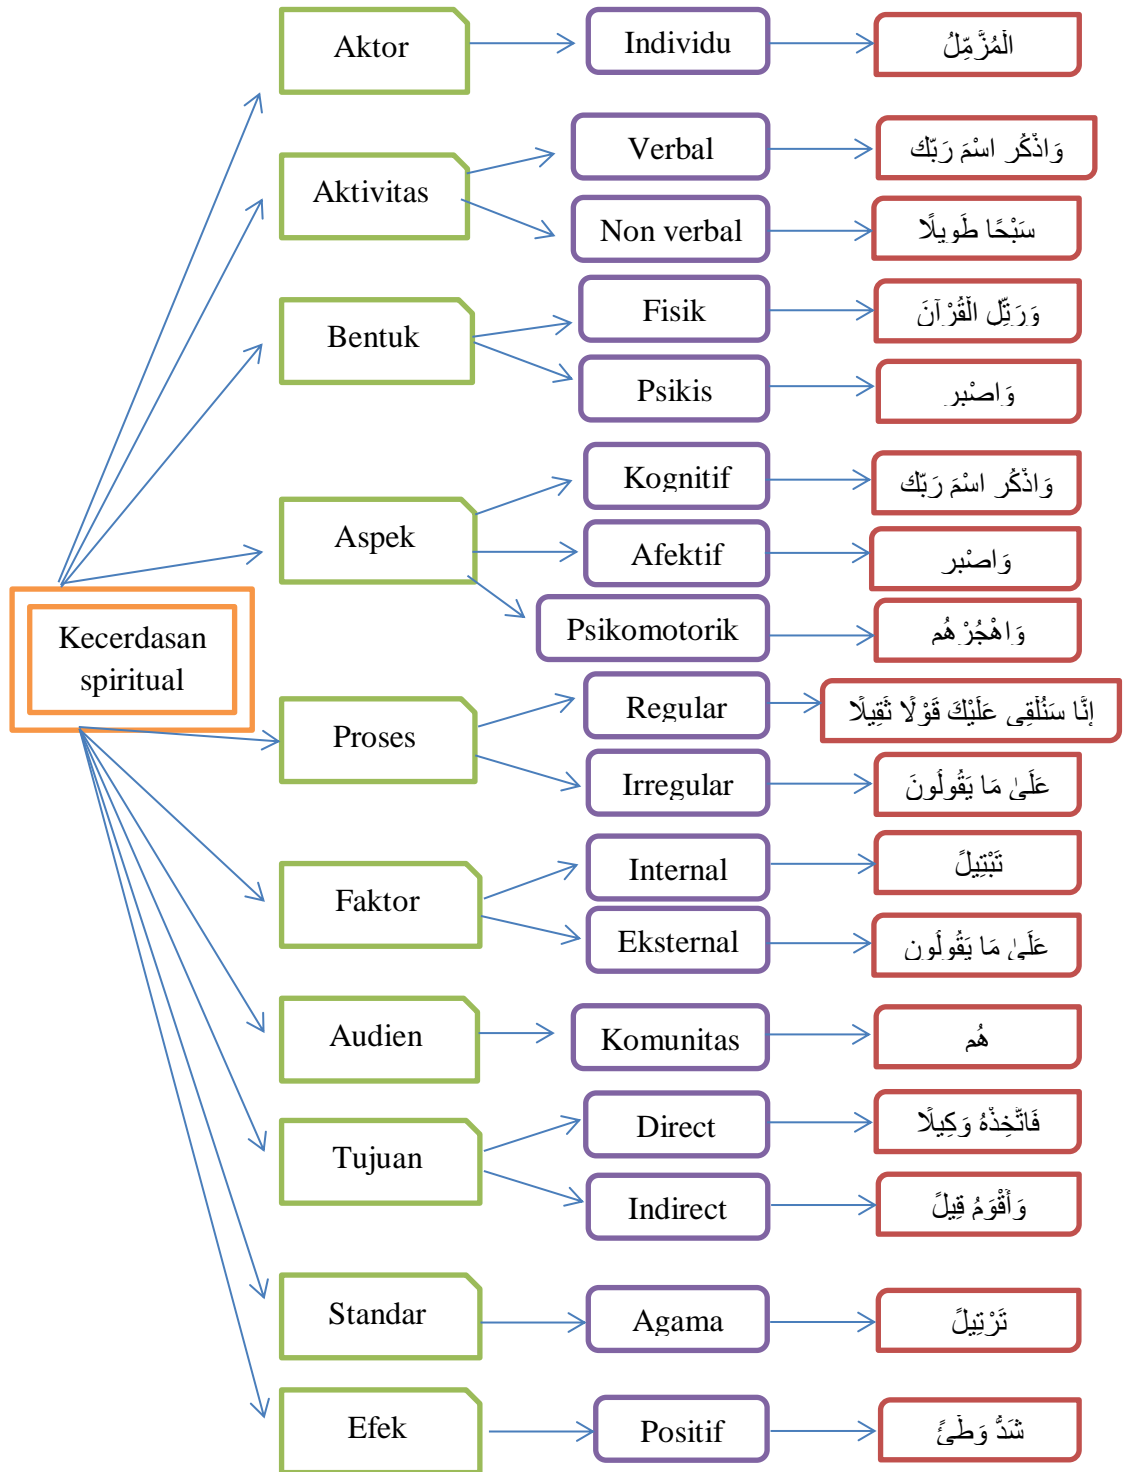 Aktor
Individu
الْمُزَّمِّلُ
Aktivitas
Verbal
وَاذْكُر اسْمَ رَبِّك
Non verbal
سَبْحًا طَوِيلًا
Bentuk
Fisik
وَرَتِّل الْقُرْآنَ
Psikis
وَاصْبر
Aspek
Kognitif
وَاذْكُر اسْمَ رَبِّك
Afektif
وَاصْبر
Psikomotorik
وَاهْجُرْهُم
Kecerdasan
spiritual
Proses
Regular
إِنَّا سَنُلْقِي عَلَيْكَ قَوْلًا ثَقِيلًا
Irregular
عَلَىٰ مَا يَقُولُونَ
Faktor
Internal
تَبْتِيلً
Eksternal
عَلَىٰ مَا يَقُولُون
Audien
Komunitas
هُم
Tujuan
Direct
فَاتَّخِذْهُ وَكِيلًا
Indirect
وَأَقْوَمُ قِيلً
Standar
Agama
تَرْتِيلً
Efek
Positif
شَدُّ وَطْئً